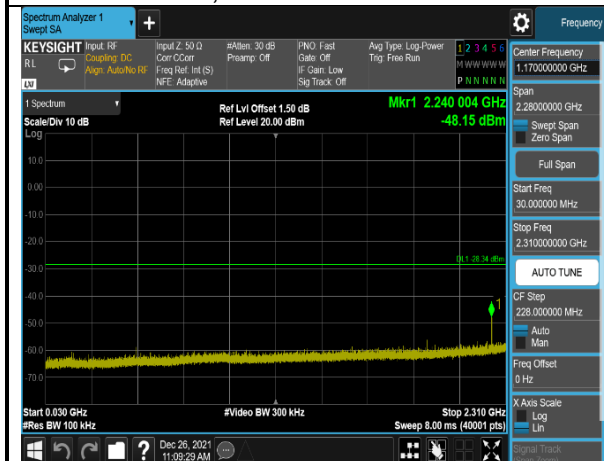 Spectrum Analyzer 1
Swept SA
+
Frequency
KEYSIGHT
RL
LXI
Input: RF
Coupling: DC
Align: Auto/No RF
Input Z: 50 Ω
Corr CCorr
Freq Ref: Int (S)
NFE: Adaptive
#Atten: 30 dB
Preamp: Off
PNO: Fast
Gate: Off
IF Gain: Low
Sig Track: Off
Avg Type: Log-Power
Trig: Free Run
1 2 3 4 5 6
M W W W W W
P N N N N N
1 Spectrum
Scale/Div 10 dB
Log
Ref Lvl Offset 1.50 dB
Ref Level 20.00 dBm
Mkr1 2.240 004 GHz
-48.15 dBm
10.0
0.00
-10.0
-20.0
DL1 -28.34 dBm
-30.0
-40.0
1
-50.0
-60.0
-70.0
Start 0.030 GHz
#Res BW 100 kHz
#Video BW 300 kHz
Stop 2.310 GHz
Sweep 8.00 ms (40001 pts)
Dec 26, 2021
11:09:29 AM
?
Center Frequency
1.17000000 GHz
Span
2.28000000 GHz
Swept Span
Zero Span
Full Span
Start Freq
30.000000 MHz
Stop Freq
2.310000000 GHz
AUTO TUNE
CF Step
228.000000 MHz
Auto
Man
Freq Offset
0 Hz
X Axis Scale
Log
Lin
Signal Track